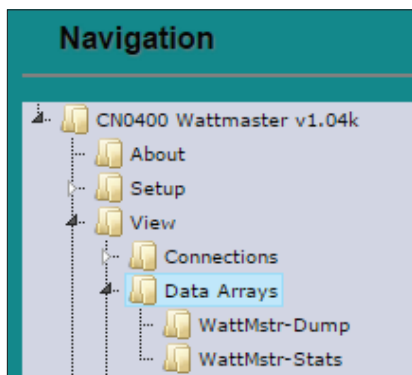 Navigation
CN0400 Wattmaster v1.04k
About
Setup
View
Connections
Data Arrays
WattMstr-Dump
WattMstr-Stats